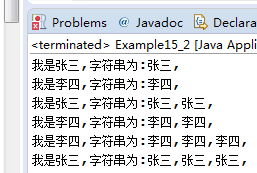 Problems @ Javadoc Declara
<terminated> Example15_2 [Java Appli
我是张三,字符串为:张三,
我是李四,字符串为:李四,
我是张三,字符串为:张三,张三,
我是李四,字符串为:李四,李四,
我是李四,字符串为:李四,李四,李四,
我是张三,字符串为:张三,张三,张三,